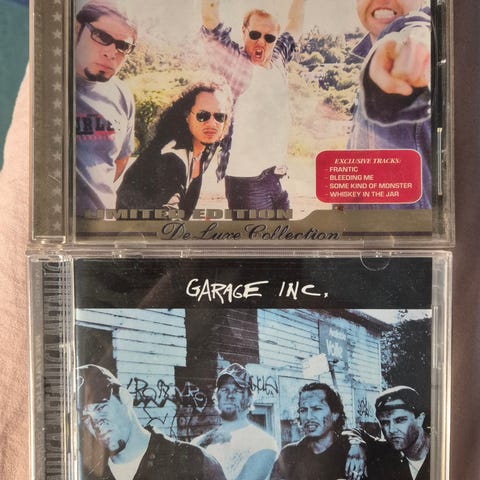 EXCLUSIVE TRACKS:
- FRANTIC
- BLEEDING ME
- SOME KIND OF MONSTER
- WHISKEY IN THE JAR
LIMITED EDITION
De Luxe Collection
GARAGE INC.